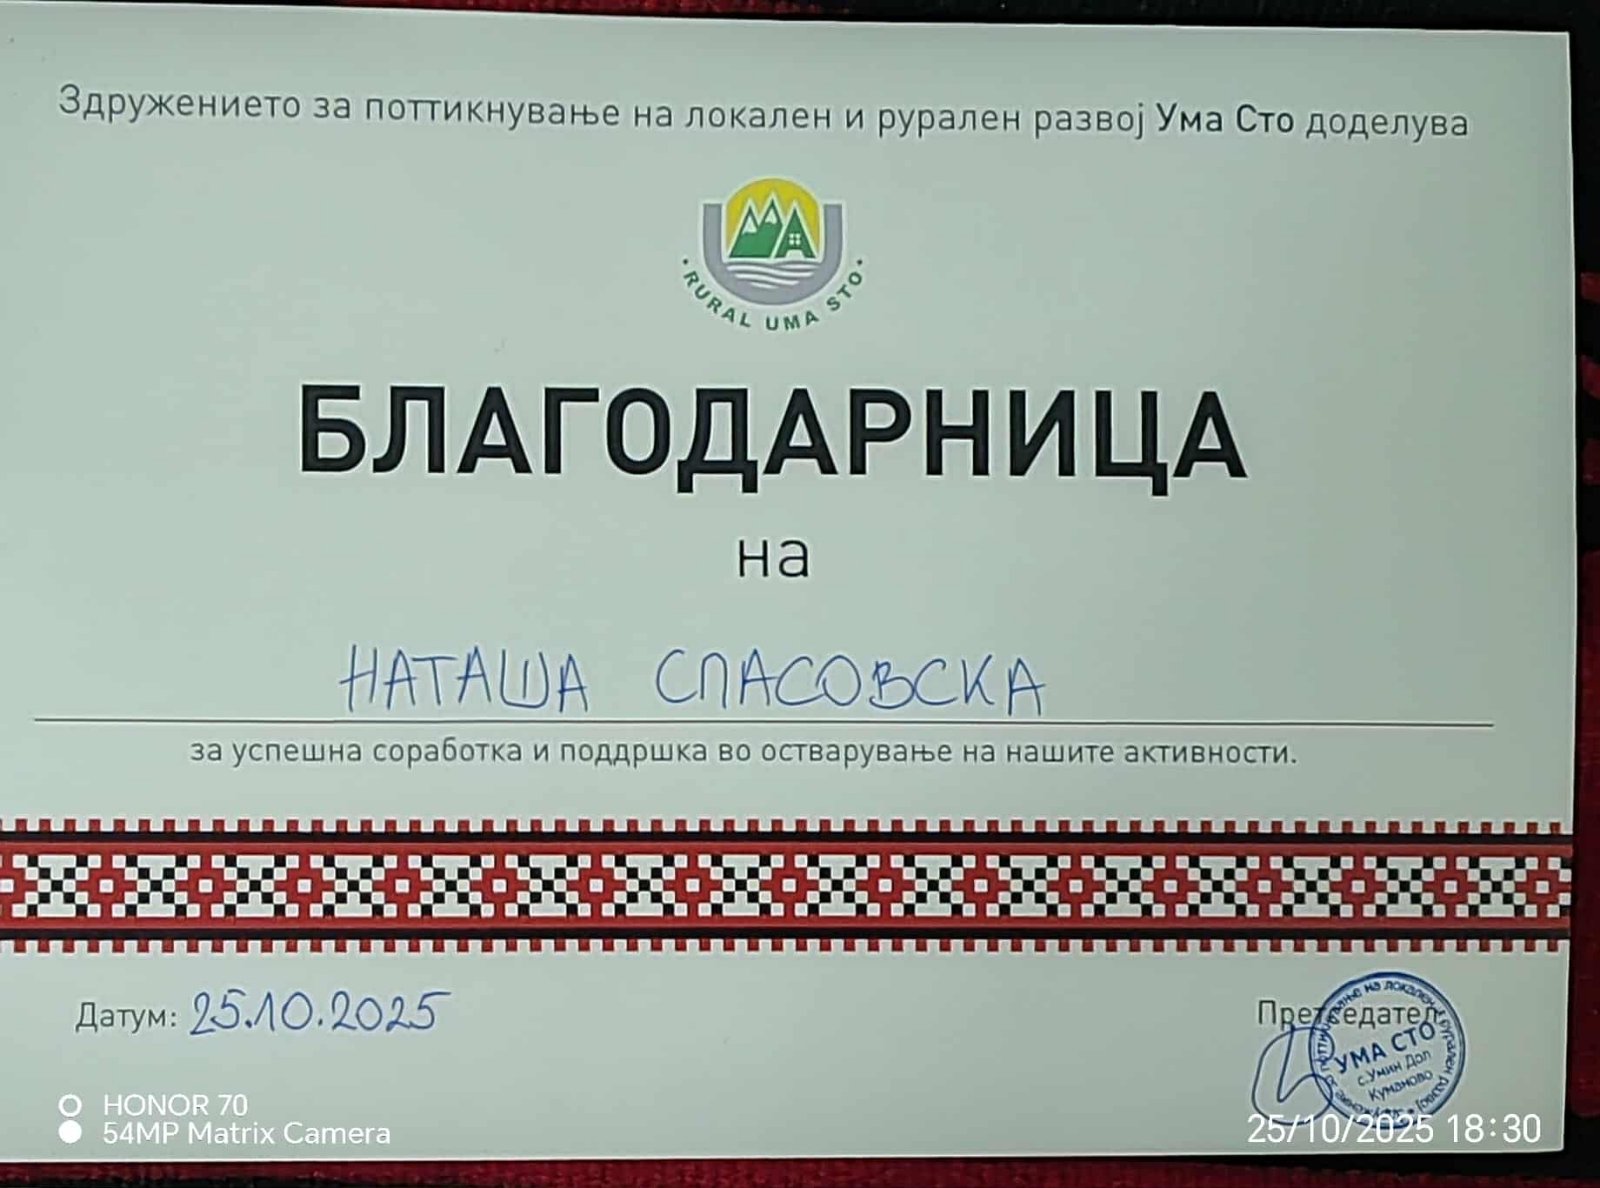 Здружението за поттикнување на локален и рурален развој Ума Сто доделува
• RURAL UMA STO •
БЛАГОДАРНИЦА
на
НАТАША СПАСОВСКА
за успешна соработка и поддршка во остварување на нашите активности.
Датум: 25.10.2025
Претседател
УМА СТО
с.Умин Дол
Куманово
HONOR 70
54MP Matrix Camera
25/10/2025 18:30